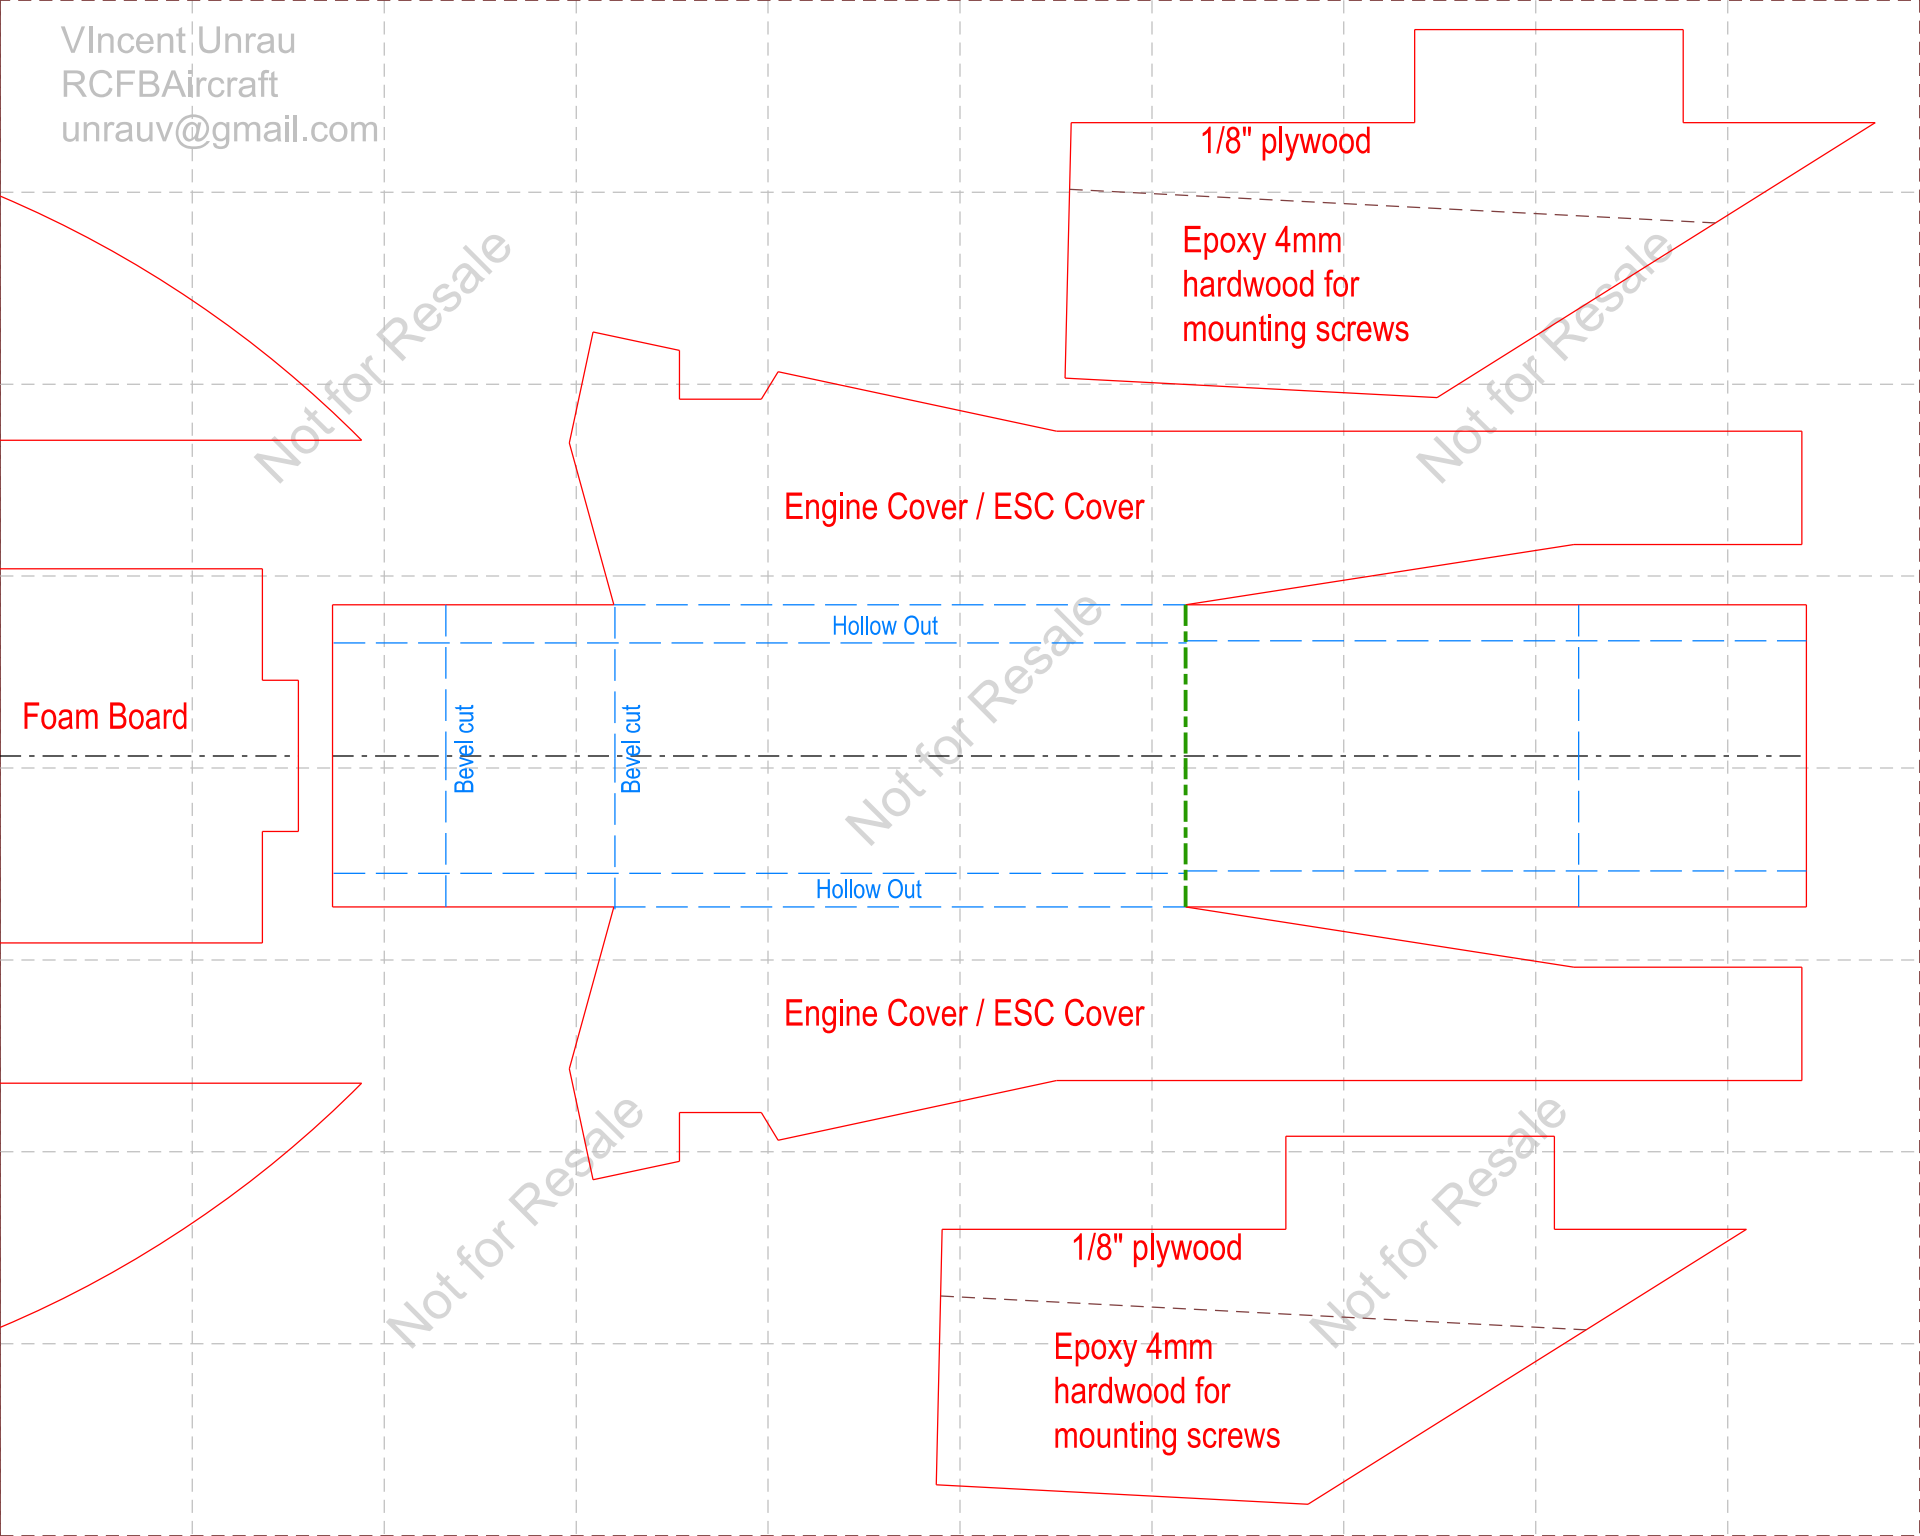 VIncent Unrau
RCFBAircraft
unrauv@gmail.com
1/8" plywood
Epoxy 4mm
hardwood for
mounting screws
Not for Resale
Not for Resale
Engine Cover / ESC Cover
Hollow Out
Foam Board
Bevel cut
Bevel cut
Not for Resale
Hollow Out
Engine Cover / ESC Cover
Not for Resale
Not for Resale
1/8" plywood
Epoxy 4mm
hardwood for
mounting screws